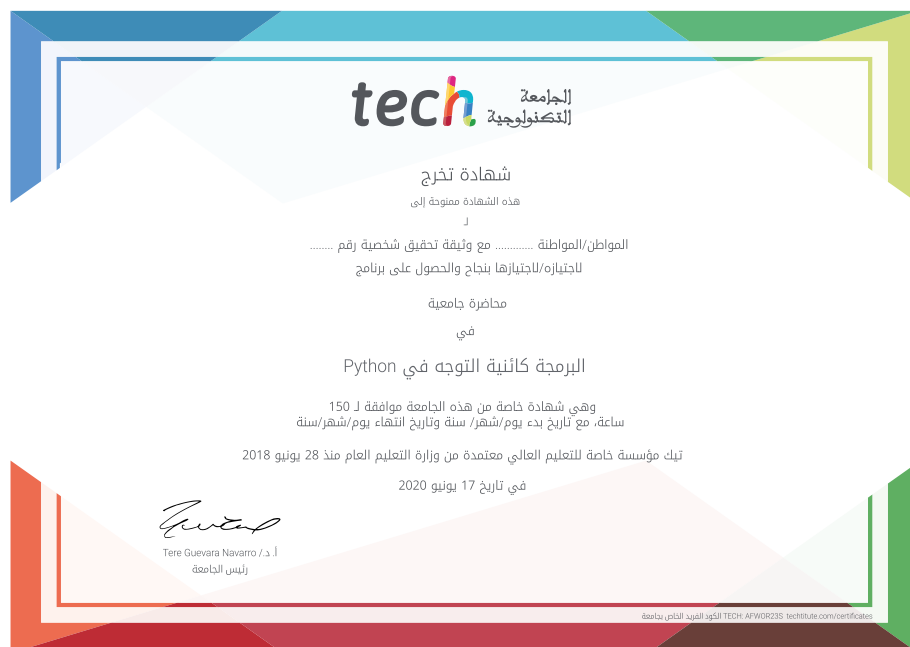 tech الجامعة
التكنولوجية
شهادة تخرج
هذه الشهادة ممنوحة إلى
لـ
المواطن/المواطنة ............ مع وثيقة تحقيق شخصية رقم ........
لاجتيازه/لاجتيازها بنجاح والحصول على برنامج
محاضرة جامعية
في
البرمجة كائنية التوجه في Python
وهي شهادة خاصة من هذه الجامعة موافقة لـ 150
ساعة، مع تاريخ بدء يوم/شهر/ سنة وتاريخ انتهاء يوم/شهر/سنة
تيك مؤسسة خاصة للتعليم العالي معتمدة من وزارة التعليم العام منذ 28 يونيو 2018
في تاريخ 17 يونيو 2020
أ. د./ Tere Guevara Navarro
رئيس الجامعة
الكود الفريد الخاص بجامعة TECH: AFWOR23S techtitute.com/certificates